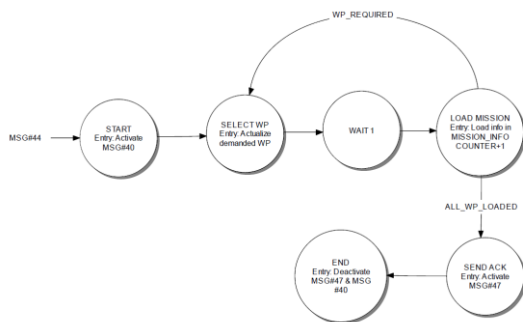 WP_REQUIRED
MSG#44
START
Entry: Activate
MSG#40
SELECT WP
Entry: Actualize
demanded WP
WAIT 1
LOAD MISSION
Entry: Load info in
MISSION_INFO
COUNTER+1
ALL_WP_LOADED
END
Entry: Deactivate
MSG#47 & MSG
#40
SEND ACK
Entry: Activate
MSG#47